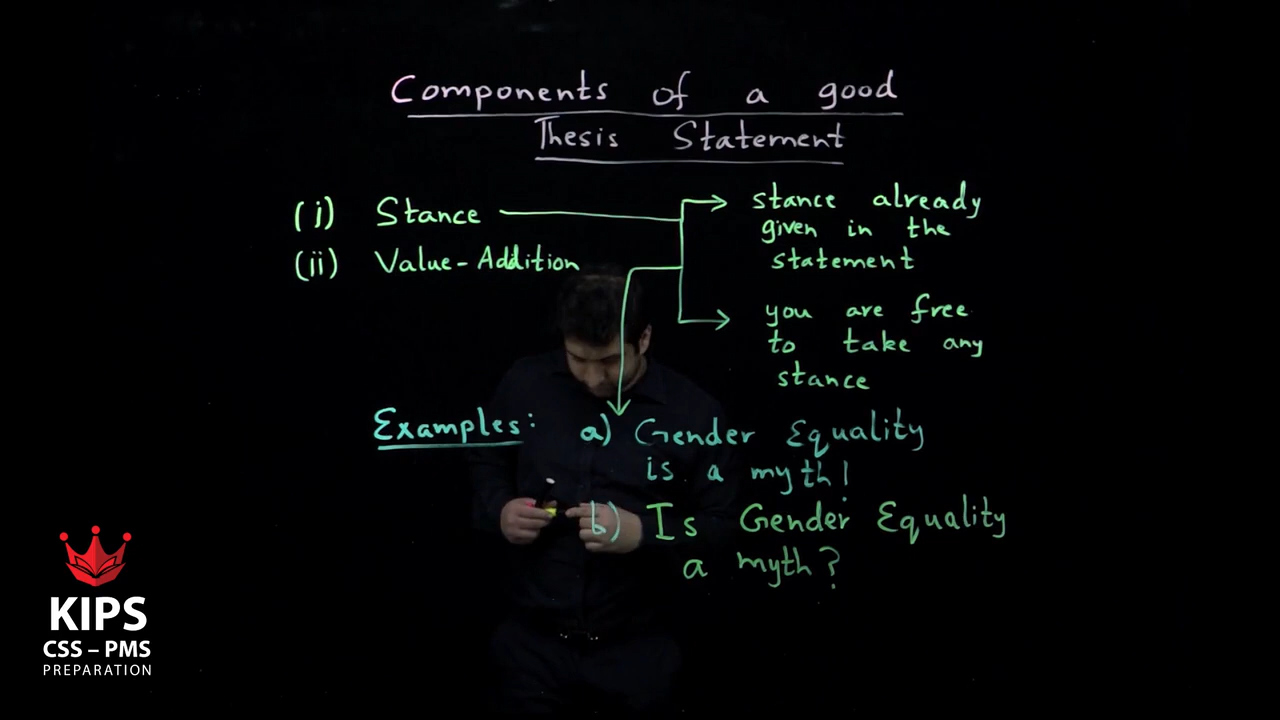 Components of a good
Thesis Statement
(i) Stance
(ii) Value-Addition
stance already
given in the
statement
you are free
to take any
stance
Examples:
a) Gender Equality
is a myth!
b) Is Gender Equality
a myth?
KIPS
CSS – PMS
PREPARATION